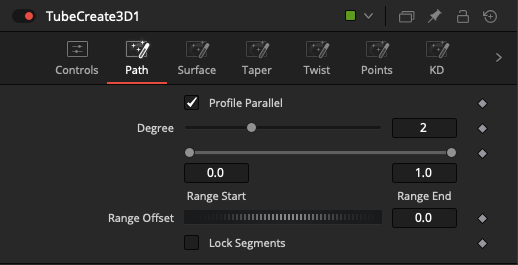 TubeCreate3D1
Controls Path Surface Taper Twist Points KD
Profile Parallel
Degree 2
0.0 1.0
Range Start Range End
Range Offset 0.0
Lock Segments